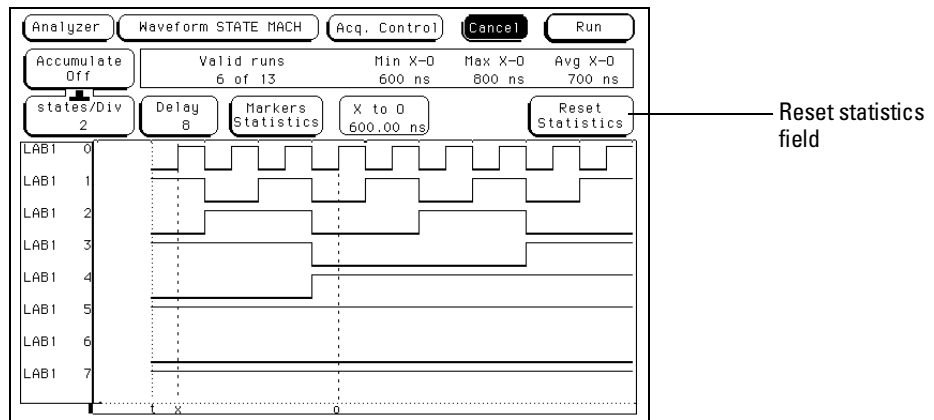 Analyzer Waveform STATE MACH Acq. Control Cancel Run
Accumulate Off
Valid runs 6 of 13
Min X-O 600 ns
Max X-O 800 ns
Avg X-O 700 ns
states/Div 2
Delay 8
Markers Statistics
X to O 600.00 ns
Reset Statistics
Reset statistics field
LAB1 0
LAB1 1
LAB1 2
LAB1 3
LAB1 4
LAB1 5
LAB1 6
LAB1 7
t x o